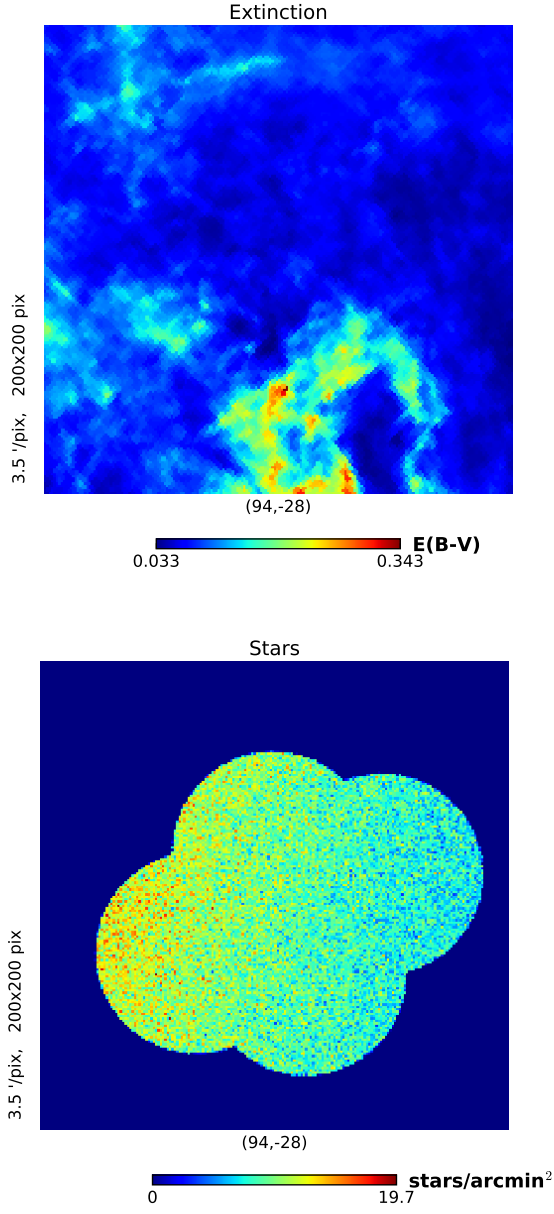 Extinction
3.5 '/pix, 200x200 pix
(94,-28)
E(B-V)
0.033 0.343
Stars
3.5 '/pix, 200x200 pix
(94,-28)
stars/arcmin²
0 19.7